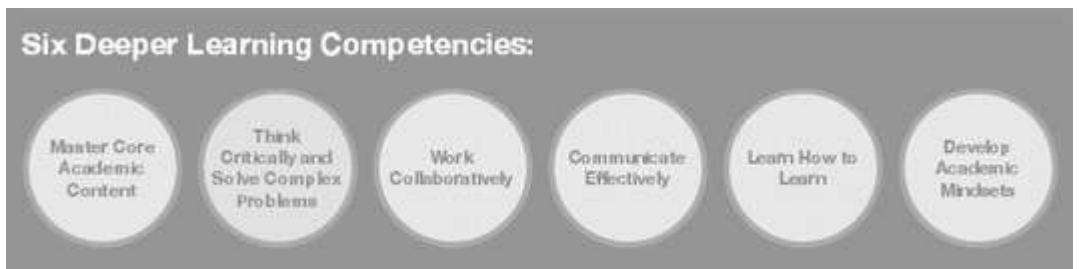 Six Deeper Learning Competencies:
Master Core
Academic
Content
Think
Critically and
Solve Complex
Problems
Work
Collaboratively
Communicate
Effectively
Learn How to
Learn
Develop
Academic
Mindsets